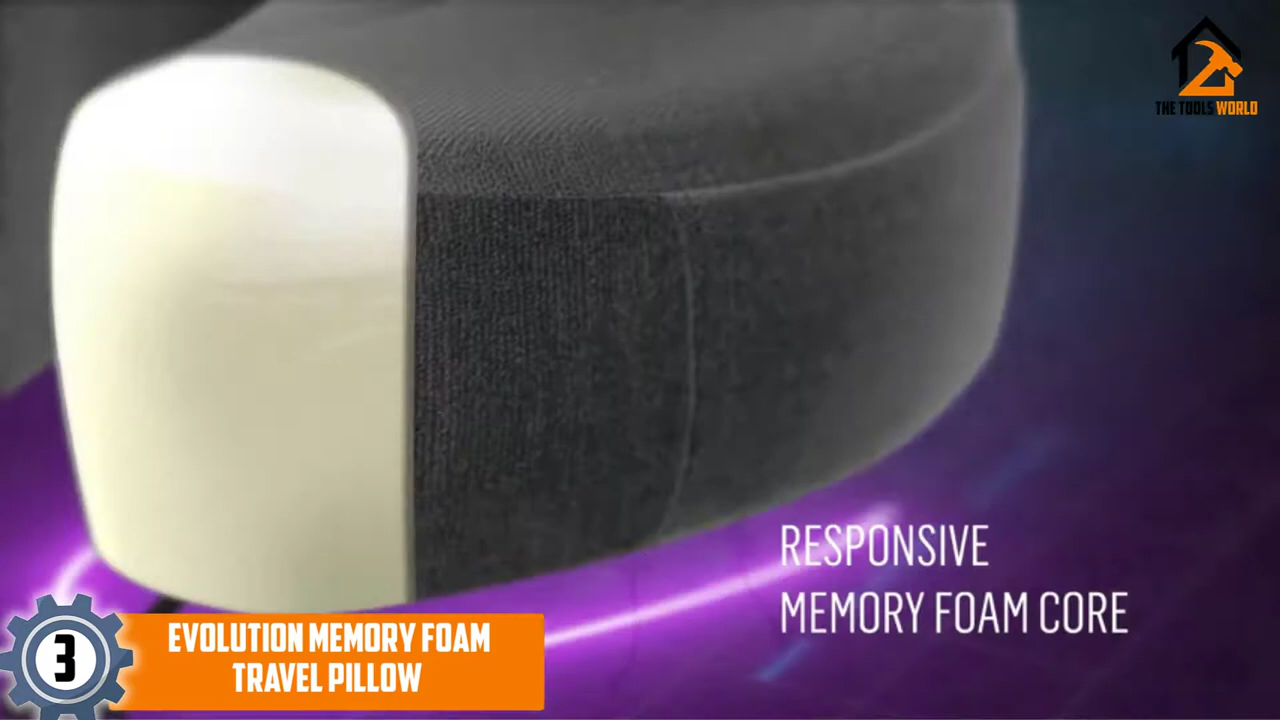 THE TOOLS WORLD
RESPONSIVE
MEMORY FOAM CORE
3
EVOLUTION MEMORY FOAM
TRAVEL PILLOW